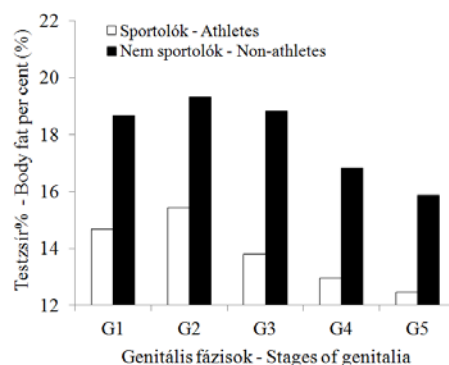 Sportolók - Athletes
Nem sportolók - Non-athletes
Testzsír% - Body fat per cent (%)
22
20
18
16
14
12
G1 G2 G3 G4 G5
Genitális fázisok - Stages of genitalia